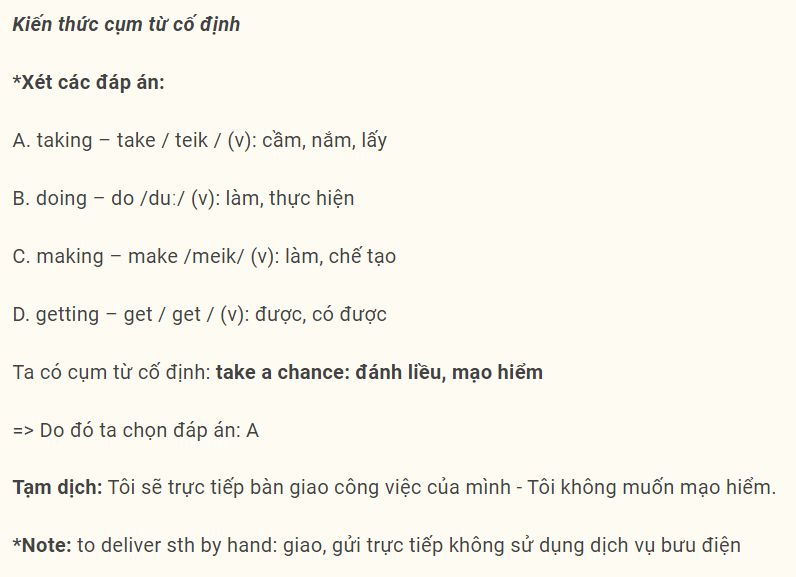 Kiến thức cụm từ cố định
*Xét các đáp án:
A. taking – take / teik / (v): cầm, nắm, lấy
B. doing – do /duː/ (v): làm, thực hiện
C. making – make /meik/ (v): làm, chế tạo
D. getting – get / get / (v): được, có được
Ta có cụm từ cố định: take a chance: đánh liều, mạo hiểm
=> Do đó ta chọn đáp án: A
Tạm dịch: Tôi sẽ trực tiếp bàn giao công việc của mình - Tôi không muốn mạo hiểm.
*Note: to deliver sth by hand: giao, gửi trực tiếp không sử dụng dịch vụ bưu điện